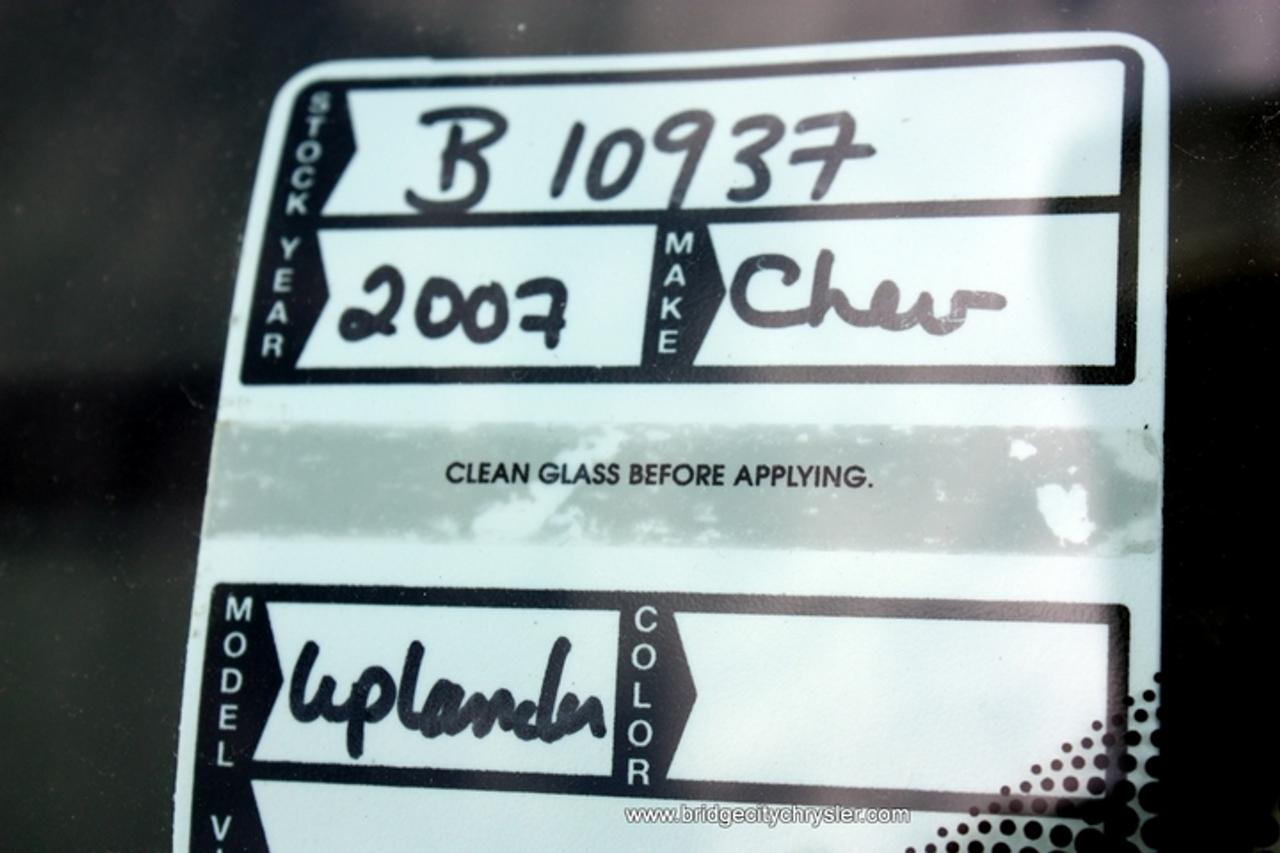 STOCK B 10937
YEAR 2007 MAKE Chev
CLEAN GLASS BEFORE APPLYING.
MODEL Uplander COLOR
www.bridgecitychrysler.com